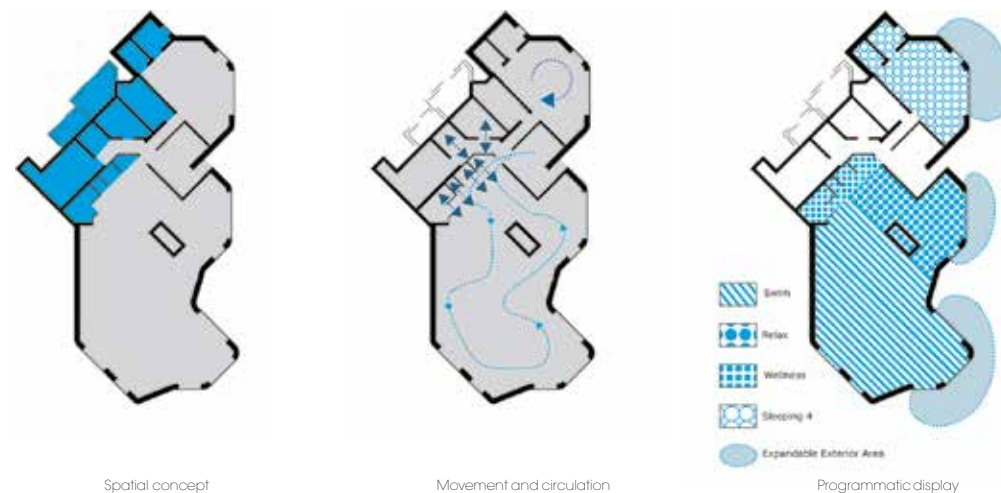 Swim
Relax
Wellness
Sleeping 4
Expandable Exterior Area
Spatial concept
Movement and circulation
Programmatic display